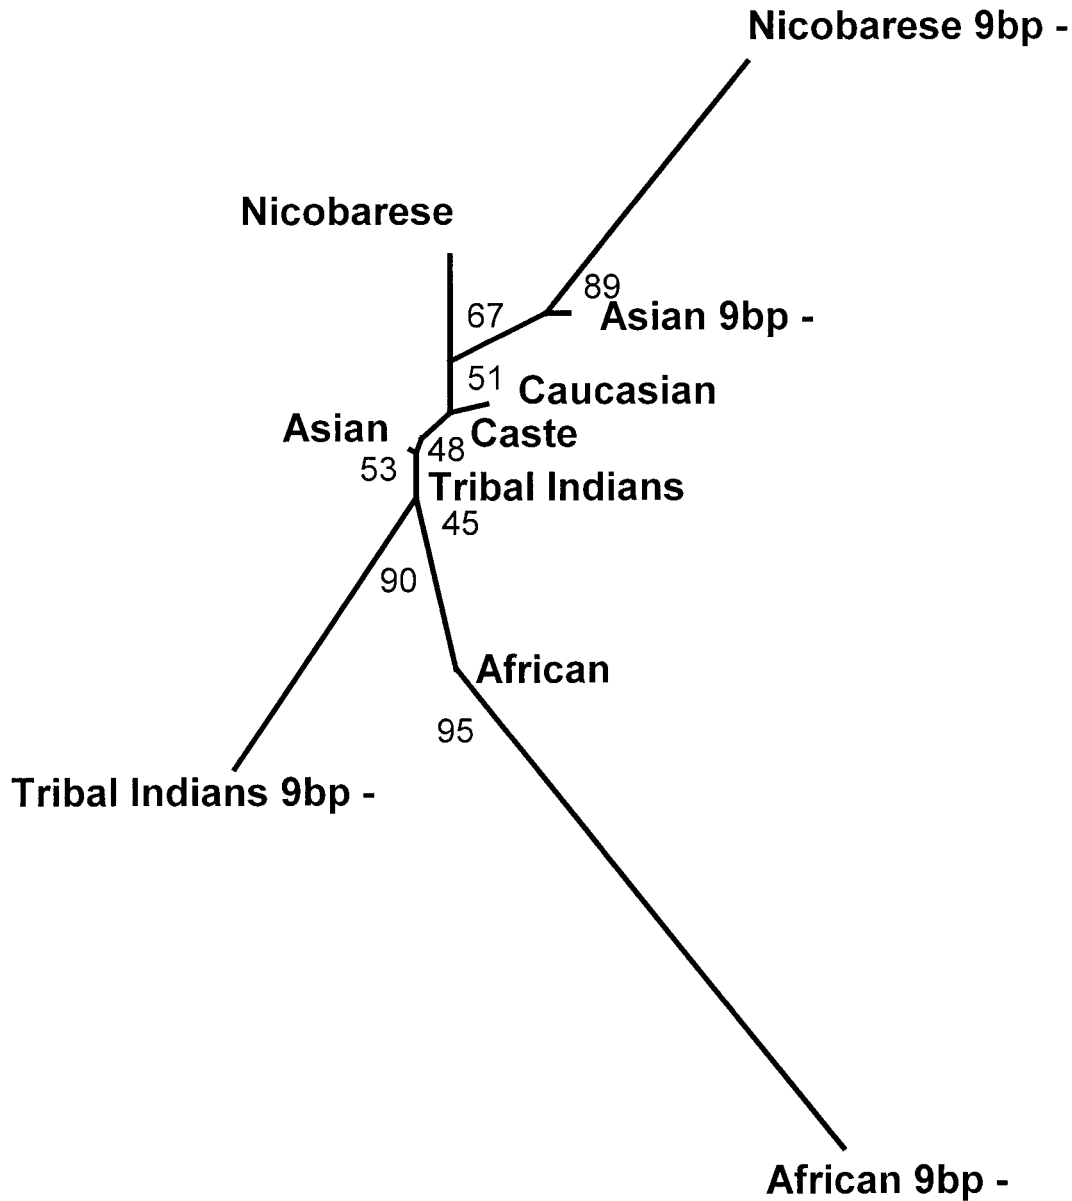 Nicobarese 9bp -
Nicobarese
89
67
Asian 9bp -
51
Caucasian
Asian
48
Caste
53
Tribal Indians
45
90
African
95
Tribal Indians 9bp -
African 9bp -